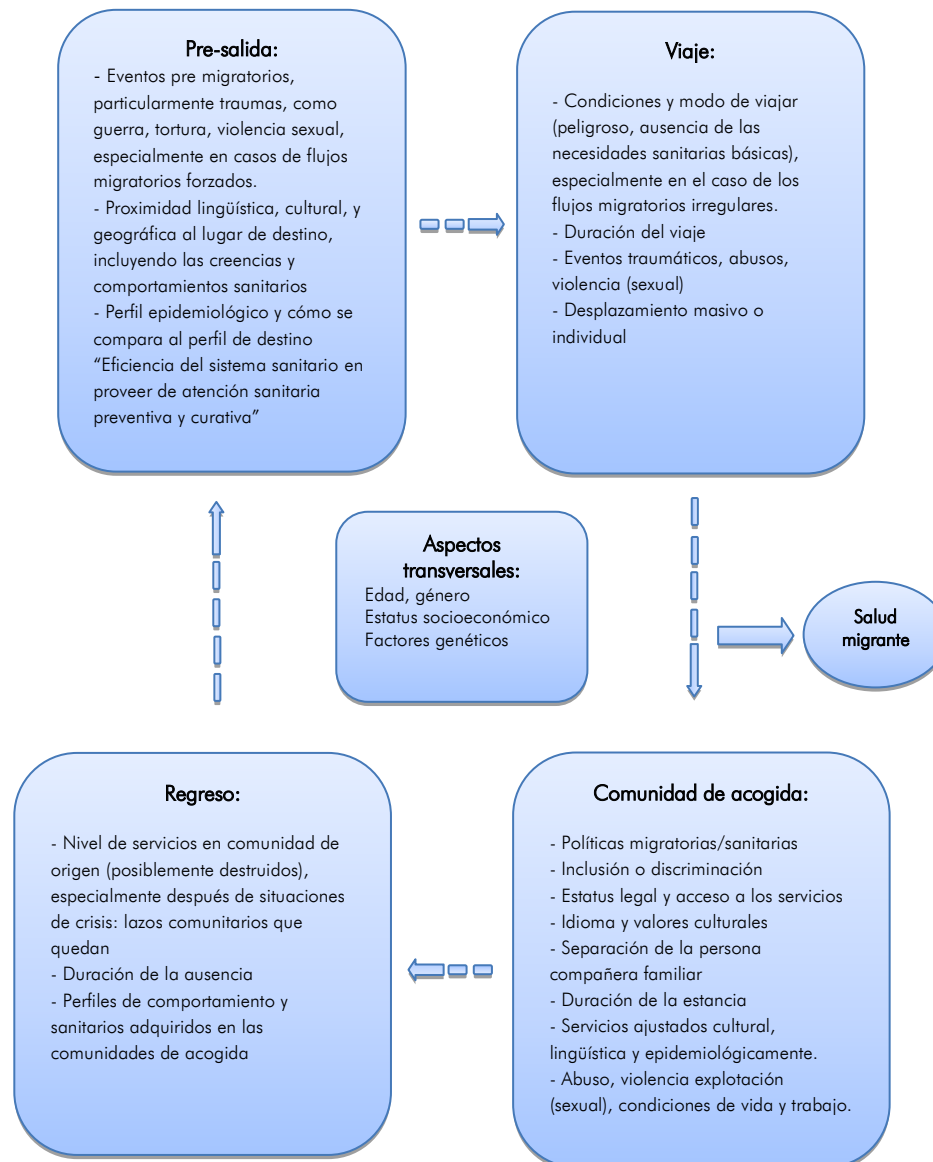 Pre-salida:
- Eventos pre migratorios,
particularmente traumas, como
guerra, tortura, violencia sexual,
especialmente en casos de flujos
migratorios forzados.
- Proximidad lingüística, cultural, y
geográfica al lugar de destino,
incluyendo las creencias y
comportamientos sanitarios
- Perfil epidemiológico y cómo se
compara al perfil de destino
“Eficiencia del sistema sanitario en
proveer de atención sanitaria
preventiva y curativa”
Viaje:
- Condiciones y modo de viajar
(peligroso, ausencia de las
necesidades sanitarias básicas),
especialmente en el caso de los
flujos migratorios irregulares.
- Duración del viaje
- Eventos traumáticos, abusos,
violencia (sexual)
- Desplazamiento masivo o
individual
Aspectos
transversales:
Edad, género
Estatus socioeconómico
Factores genéticos
Salud
migrante
Regreso:
- Nivel de servicios en comunidad de
origen (posiblemente destruidos),
especialmente después de situaciones
de crisis: lazos comunitarios que
quedan
- Duración de la ausencia
- Perfiles de comportamiento y
sanitarios adquiridos en las
comunidades de acogida
Comunidad de acogida:
- Políticas migratorias/sanitarias
- Inclusión o discriminación
- Estatus legal y acceso a los servicios
- Idioma y valores culturales
- Separación de la persona
compañera familiar
- Duración de la estancia
- Servicios ajustados cultural,
lingüística y epidemiológicamente.
- Abuso, violencia explotación
(sexual), condiciones de vida y trabajo.